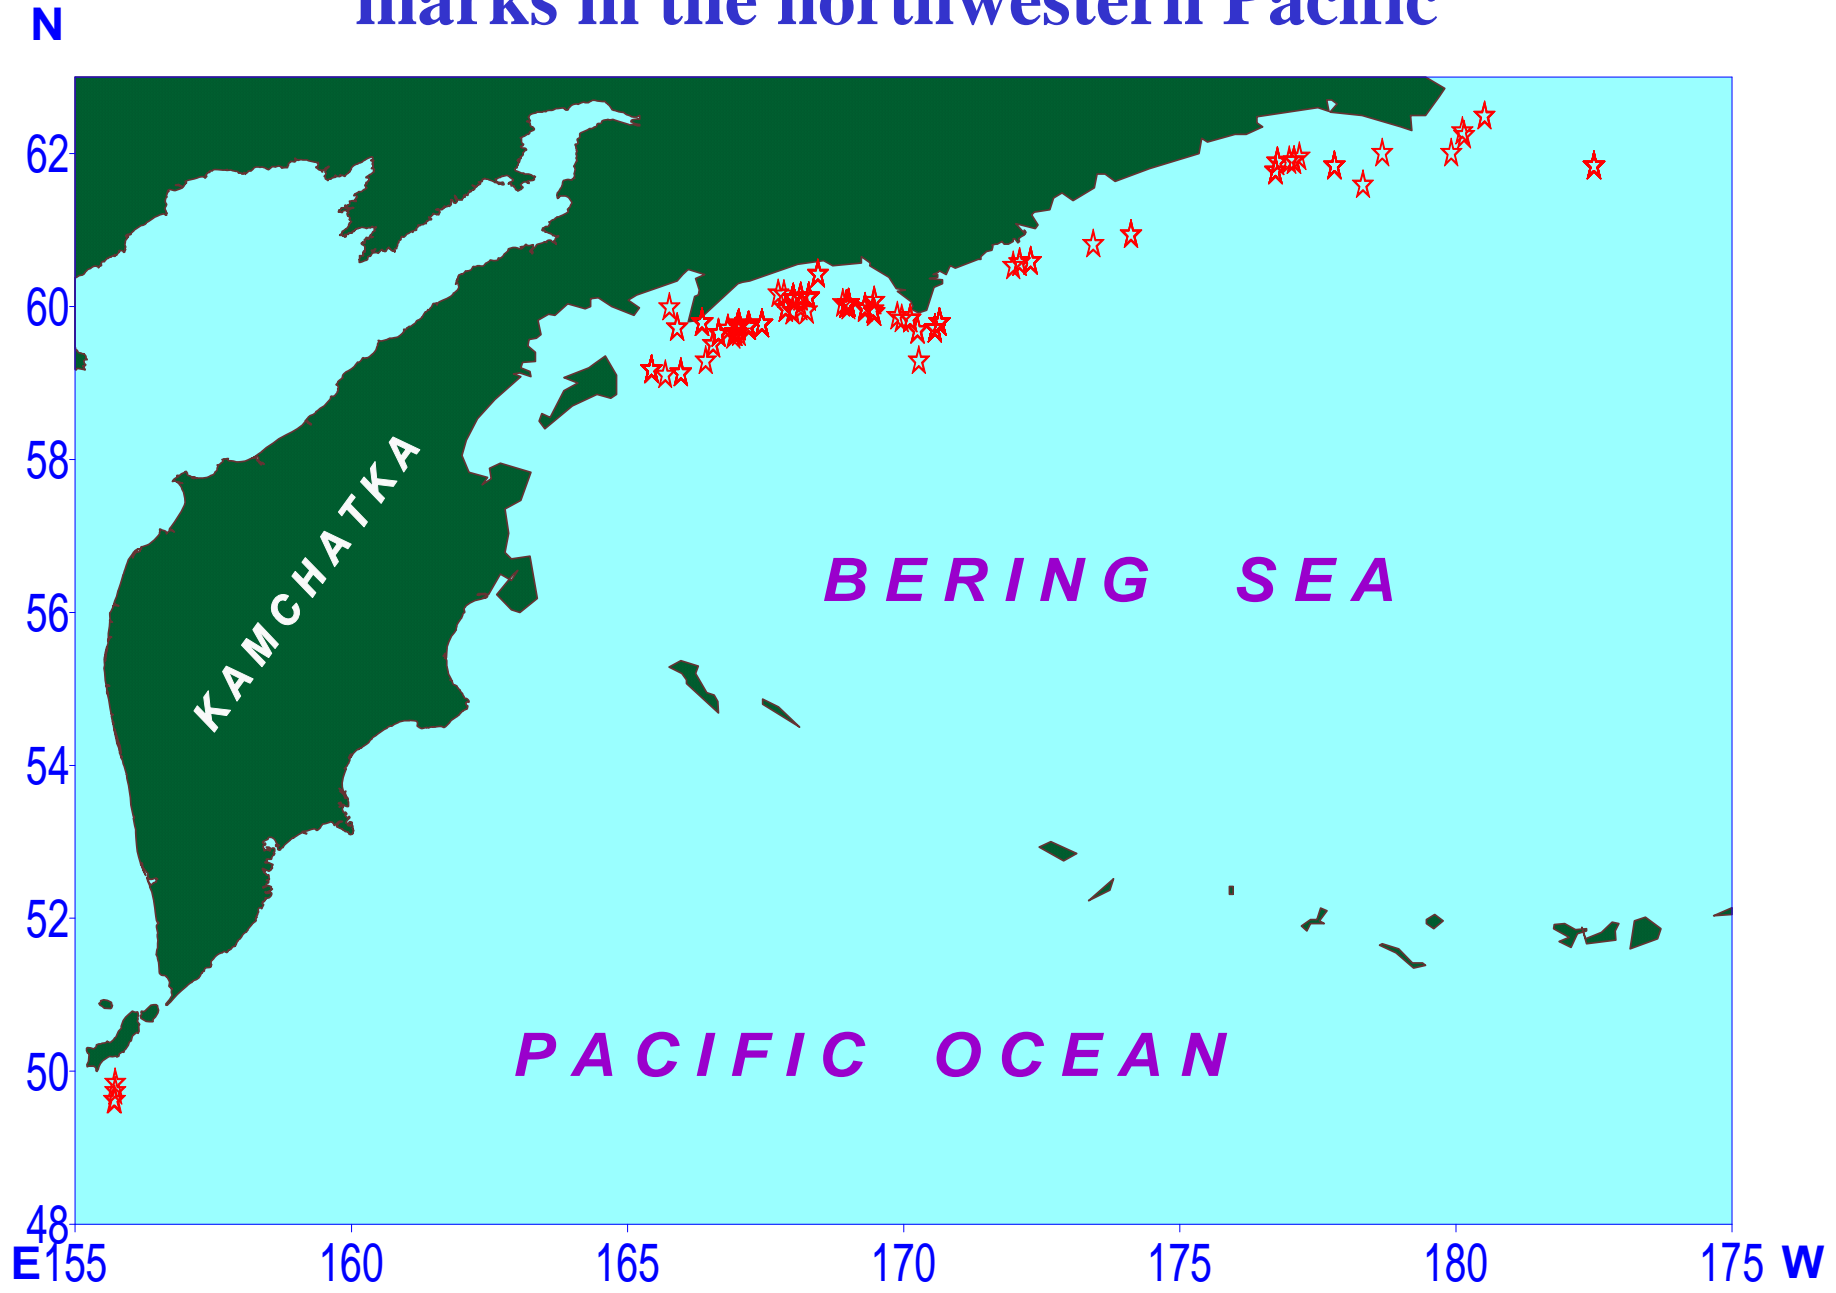 marks in the northwestern Pacific
N
62
60
58
56
54
52
50
48
KAMCHATKA
BERING SEA
PACIFIC OCEAN
E 155 160 165 170 175 180 175 W